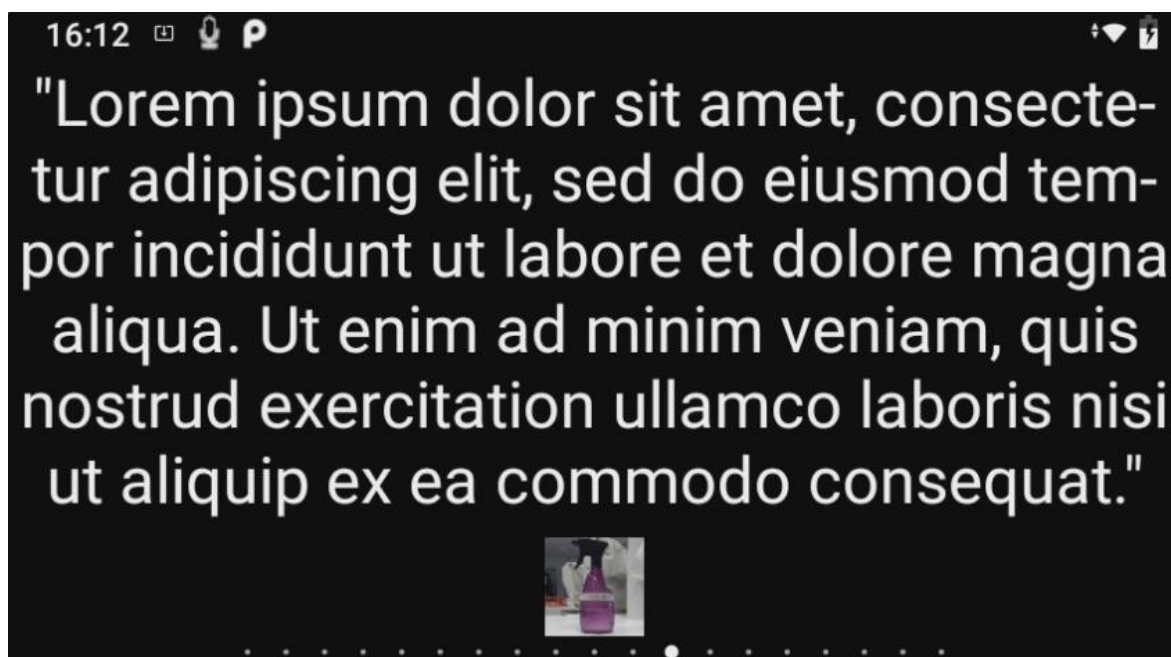 16:12
"Lorem ipsum dolor sit amet, consecte-
tur adipiscing elit, sed do eiusmod tem-
por incididunt ut labore et dolore magna
aliqua. Ut enim ad minim veniam, quis
nostrud exercitation ullamco laboris nisi
ut aliquip ex ea commodo consequat."